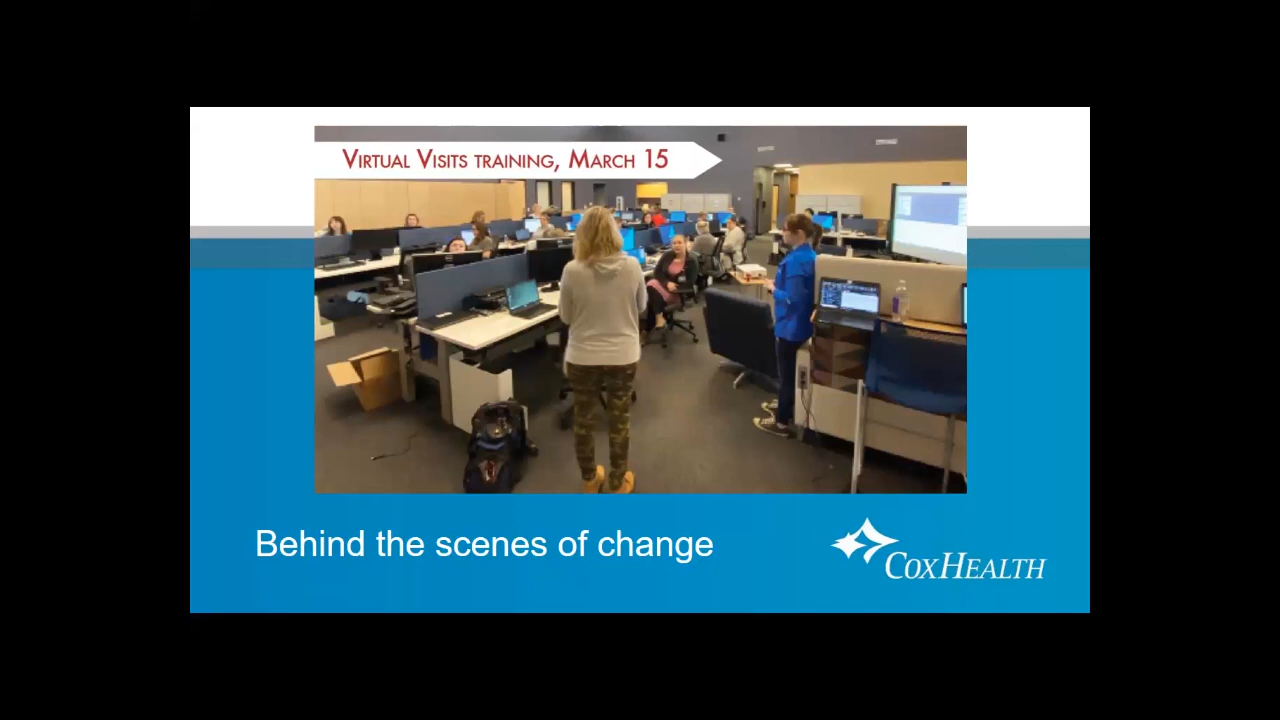 Virtual Visits training, March 15
Behind the scenes of change
CoxHealth